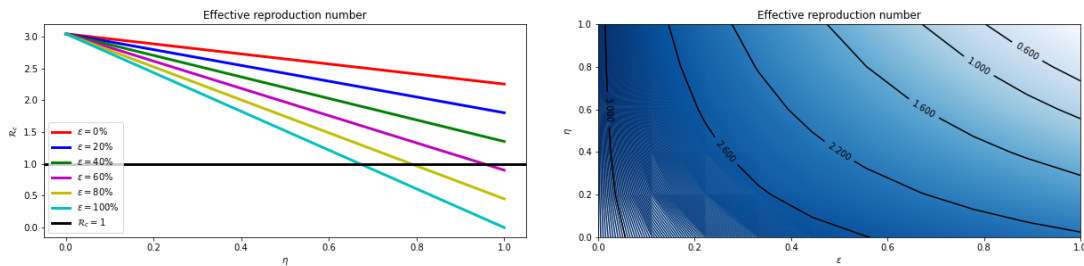 Effective reproduction number
3.0
2.5
2.0
1.5
1.0
0.5
0.0
ℛc
ε = 0%
ε = 20%
ε = 40%
ε = 60%
ε = 80%
ε = 100%
ℛc = 1
0.0 0.2 0.4 0.6 0.8 1.0
η
Effective reproduction number
1.0
0.8
0.6
0.4
0.2
0.0
η
3.000
2.600
2.200
1.600
1.000
0.600
0.0 0.2 0.4 0.6 0.8 1.0
ε